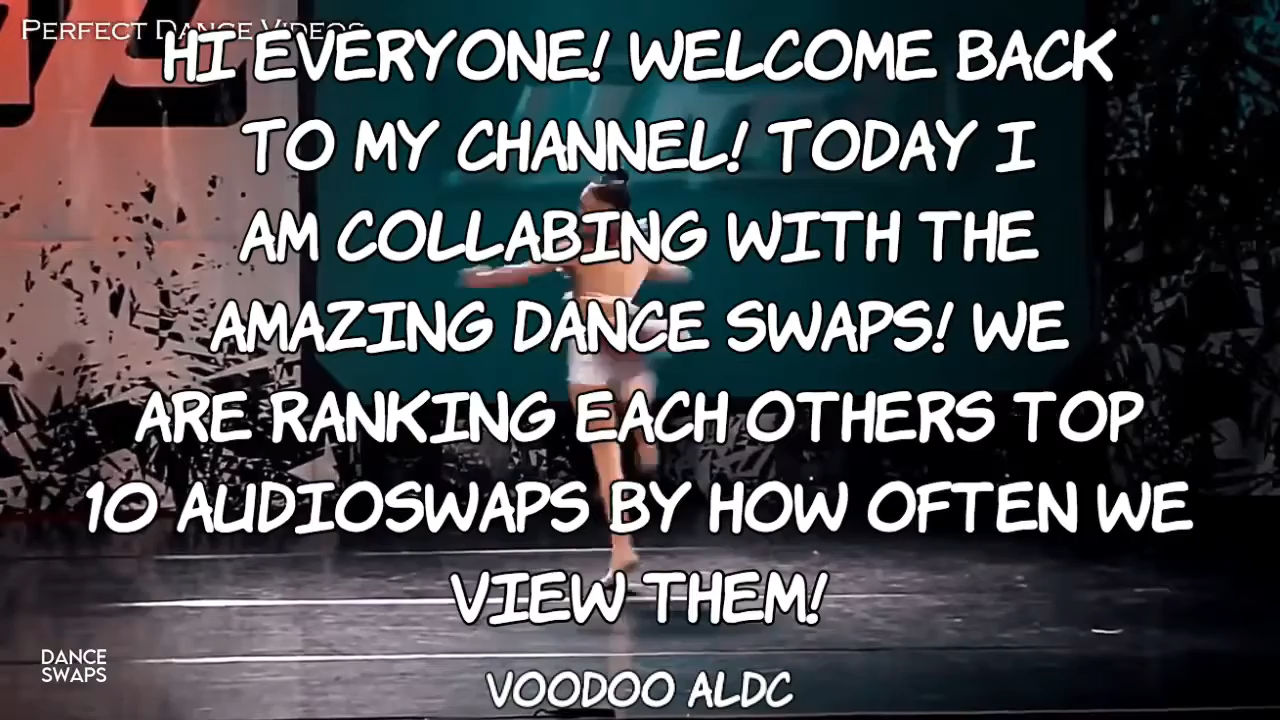 PERFECT DANCE VIDEOS
HI EVERYONE! WELCOME BACK
TO MY CHANNEL! TODAY I
AM COLLABING WITH THE
AMAZING DANCE SWAPS! WE
ARE RANKING EACH OTHERS TOP
10 AUDIOSWAPS BY HOW OFTEN WE
VIEW THEM!
DANCE
SWAPS
VOODOO ALDC